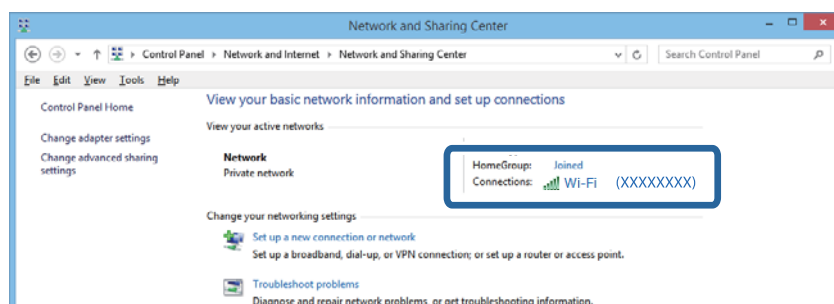 Network and Sharing Center
Control Panel Network and Internet Network and Sharing Center Search Control Panel
File Edit View Tools Help
Control Panel Home
Change adapter settings
Change advanced sharing
settings
View your basic network information and set up connections
View your active networks
Network
Private network
HomeGroup: Joined
Connections: Wi-Fi (XXXXXXXX)
Change your networking settings
Set up a new connection or network
Set up a broadband, dial-up, or VPN connection; or set up a router or access point.
Troubleshoot problems
Diagnose and repair network problems, or get troubleshooting information.